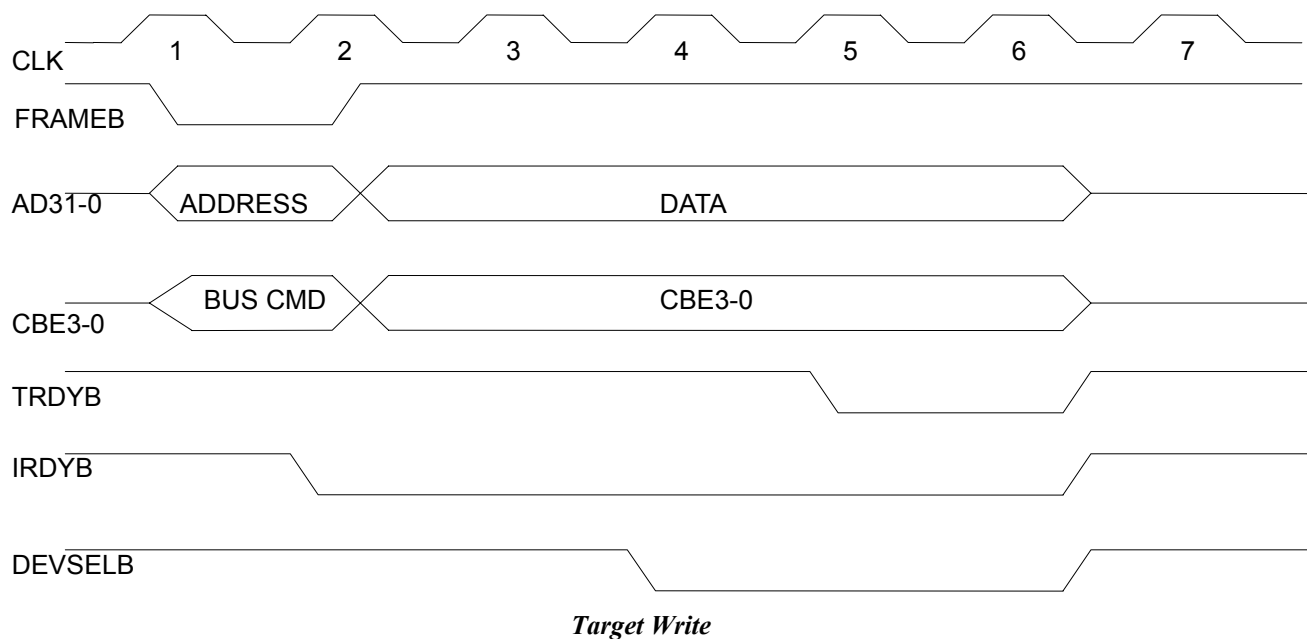 1 2 3 4 5 6 7
CLK
FRAMEB
AD31-0 ADDRESS DATA
BUS CMD CBE3-0
CBE3-0
TRDYB
IRDYB
DEVSELB
Target Write